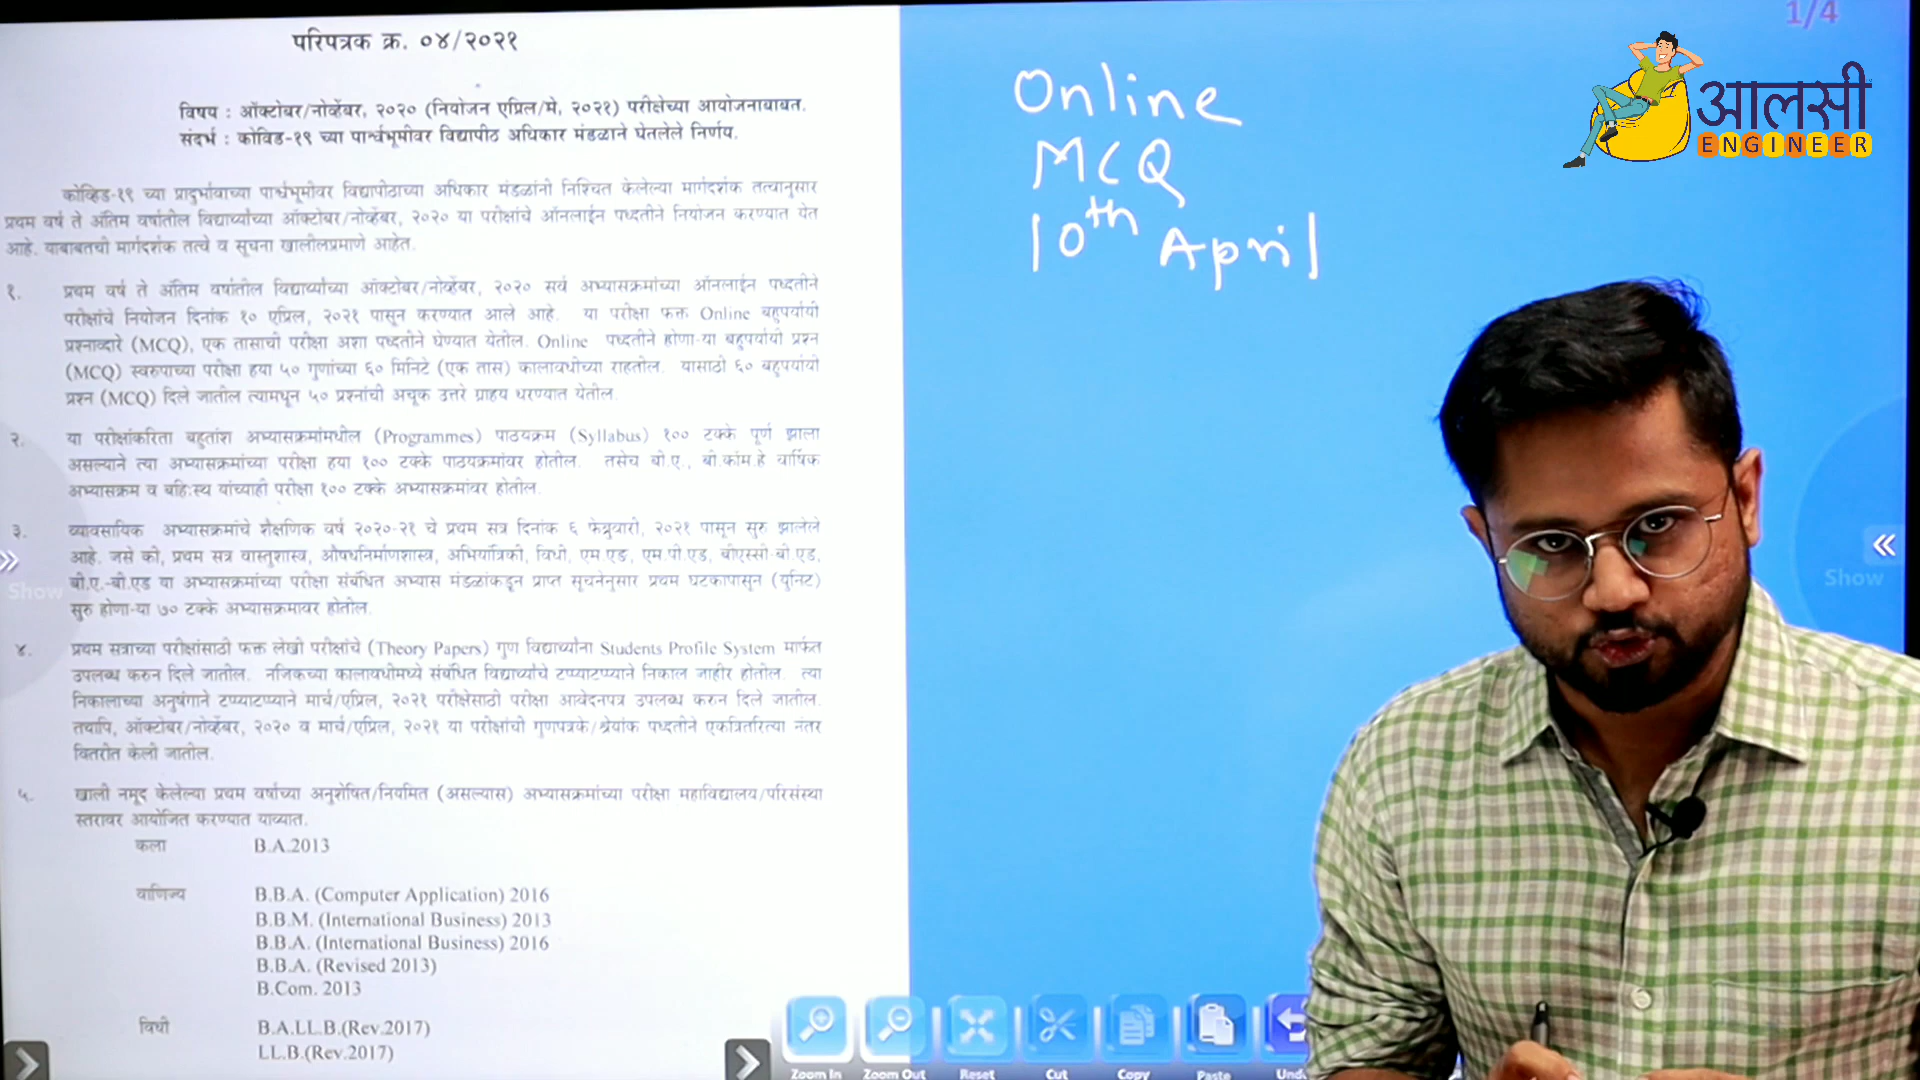 परिपत्रक क्र. ०४/२०२१
विषय : ऑक्टोबर/नोव्हेंबर, २०२० (नियोजन एप्रिल/मे, २०२१) परीक्षेच्या आयोजनाबाबत.
संदर्भ : कोविड-१९ च्या पार्श्वभूमीवर विद्यापीठ अधिकार मंडळाने घेतलेले निर्णय.
कोव्हिड-१९ च्या प्रादुर्भावाच्या पार्श्वभूमीवर विद्यापीठाच्या अधिकार मंडळांनी निश्चित केलेल्या मार्गदर्शक तत्वानुसार
प्रथम वर्ष ते अंतिम वर्षातील विद्यार्थ्यांच्या ऑक्टोबर/नोव्हेंबर, २०२० या परीक्षांचे ऑनलाईन पध्दतीने नियोजन करण्यात येत
आहे. याबाबतची मार्गदर्शक तत्वे व सूचना खालीलप्रमाणे आहेत.
१. प्रथम वर्ष ते अंतिम वर्षातील विद्यार्थ्यांच्या ऑक्टोबर/नोव्हेंबर, २०२० सर्व अभ्यासक्रमांच्या ऑनलाईन पध्दतीने
परीक्षांचे नियोजन दिनांक १० एप्रिल, २०२१ पासून करण्यात आले आहे. या परीक्षा फक्त Online बहुपर्यायी
प्रश्नाव्दारे (MCQ), एक तासाची परीक्षा अशा पध्दतीने घेण्यात येतील. Online पध्दतीने होणा-या बहुपर्यायी प्रश्न
(MCQ) स्वरुपाच्या परीक्षा हया ५० गुणांच्या ६० मिनिटे (एक तास) कालावधीच्या राहतील. यासाठी ६० बहुपर्यायी
प्रश्न (MCQ) दिले जातील त्यामधून ५० प्रश्नांची अचूक उत्तरे ग्राहय धरण्यात येतील.
२. या परीक्षांकरिता बहुतांश अभ्यासक्रमांमधील (Programmes) पाठयक्रम (Syllabus) १०० टक्के पूर्ण झाला
असल्याने त्या अभ्यासक्रमांच्या परीक्षा हया १०० टक्के पाठयक्रमांवर होतील. तसेच बी.ए., बी.कॉम.हे वार्षिक
अभ्यासक्रम व बहि:स्थ यांच्याही परीक्षा १०० टक्के अभ्यासक्रमांवर होतील.
३. व्यावसायिक अभ्यासक्रमांचे शैक्षणिक वर्ष २०२०-२१ चे प्रथम सत्र दिनांक ६ फेब्रुवारी, २०२१ पासून सुरु झालेले
आहे. जसे की, प्रथम सत्र वास्तुशास्त्र, औषधनिर्माणशास्त्र, अभियांत्रिकी, विधी, एम.एड, एम.पी.एड, बीएस्सी-बी.एड,
बी.ए.-बी.एड या अभ्यासक्रमांच्या परीक्षा संबंधित अभ्यास मंडळांकडून प्राप्त सूचनेनुसार प्रथम घटकापासून (युनिट)
सुरु होणा-या ७० टक्के अभ्यासक्रमावर होतील.
४. प्रथम सत्राच्या परीक्षांसाठी फक्त लेखी परीक्षांचे (Theory Papers) गुण विद्यार्थ्यांना Students Profile System मार्फत
उपलब्ध करुन दिले जातील. नजिकच्या कालावधीमध्ये संबंधित विद्यार्थ्यांचे टप्प्याटप्प्याने निकाल जाहीर होतील. त्या
निकालाच्या अनुषंगाने टप्प्याटप्प्याने मार्च/एप्रिल, २०२१ परीक्षेसाठी परीक्षा आवेदनपत्र उपलब्ध करुन दिले जातील.
तथापि, ऑक्टोबर/नोव्हेंबर, २०२० व मार्च/एप्रिल, २०२१ या परीक्षांची गुणपत्रके/श्रेयांक पध्दतीने एकत्रितरित्या नंतर
वितरीत केली जातील.
५. खाली नमूद केलेल्या प्रथम वर्षाच्या अनुशेषित/नियमित (असल्यास) अभ्यासक्रमांच्या परीक्षा महाविद्यालय/परिसंस्था
स्तरावर आयोजित करण्यात याव्यात.
कला B.A.2013
वाणिज्य B.B.A. (Computer Application) 2016
B.B.M. (International Business) 2013
B.B.A. (International Business) 2016
B.B.A. (Revised 2013)
B.Com. 2013
विधी B.A.LL.B.(Rev.2017)
LL.B.(Rev.2017)
Online
MCQ
10th April
1/4
आलसी
ENGINEER
Show
Show
Zoom In Zoom Out Reset Cut Copy Paste